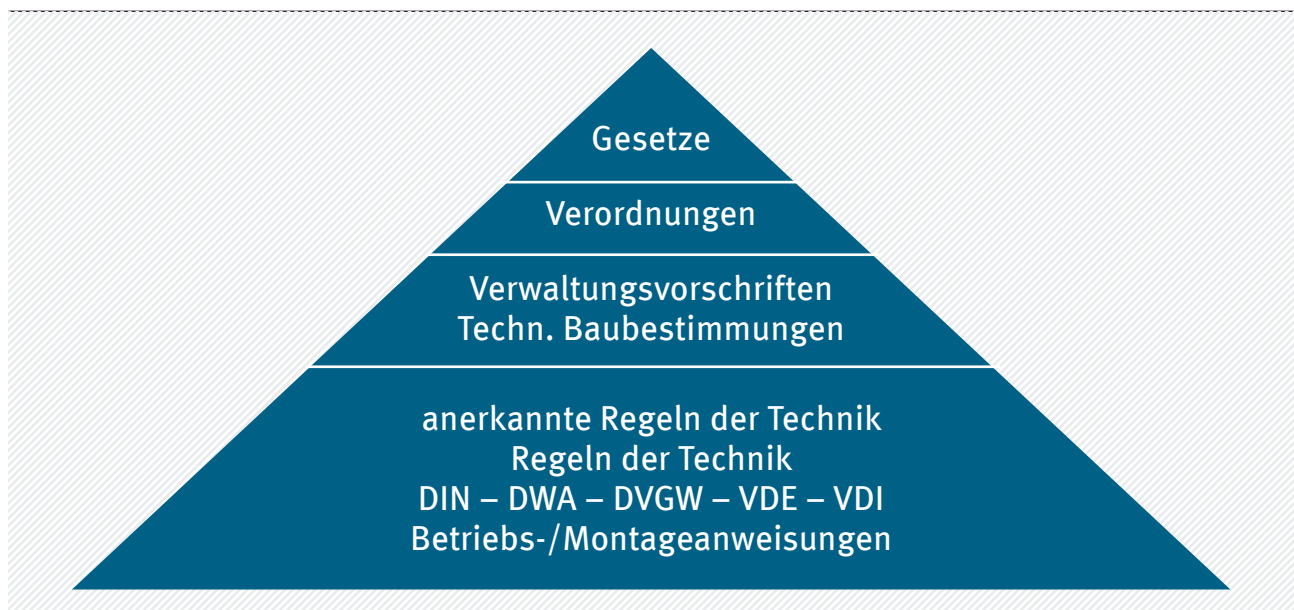 Gesetze
Verordnungen
Verwaltungsvorschriften
Techn. Baubestimmungen
anerkannte Regeln der Technik
Regeln der Technik
DIN – DWA – DVGW – VDE – VDI
Betriebs-/Montageanweisungen